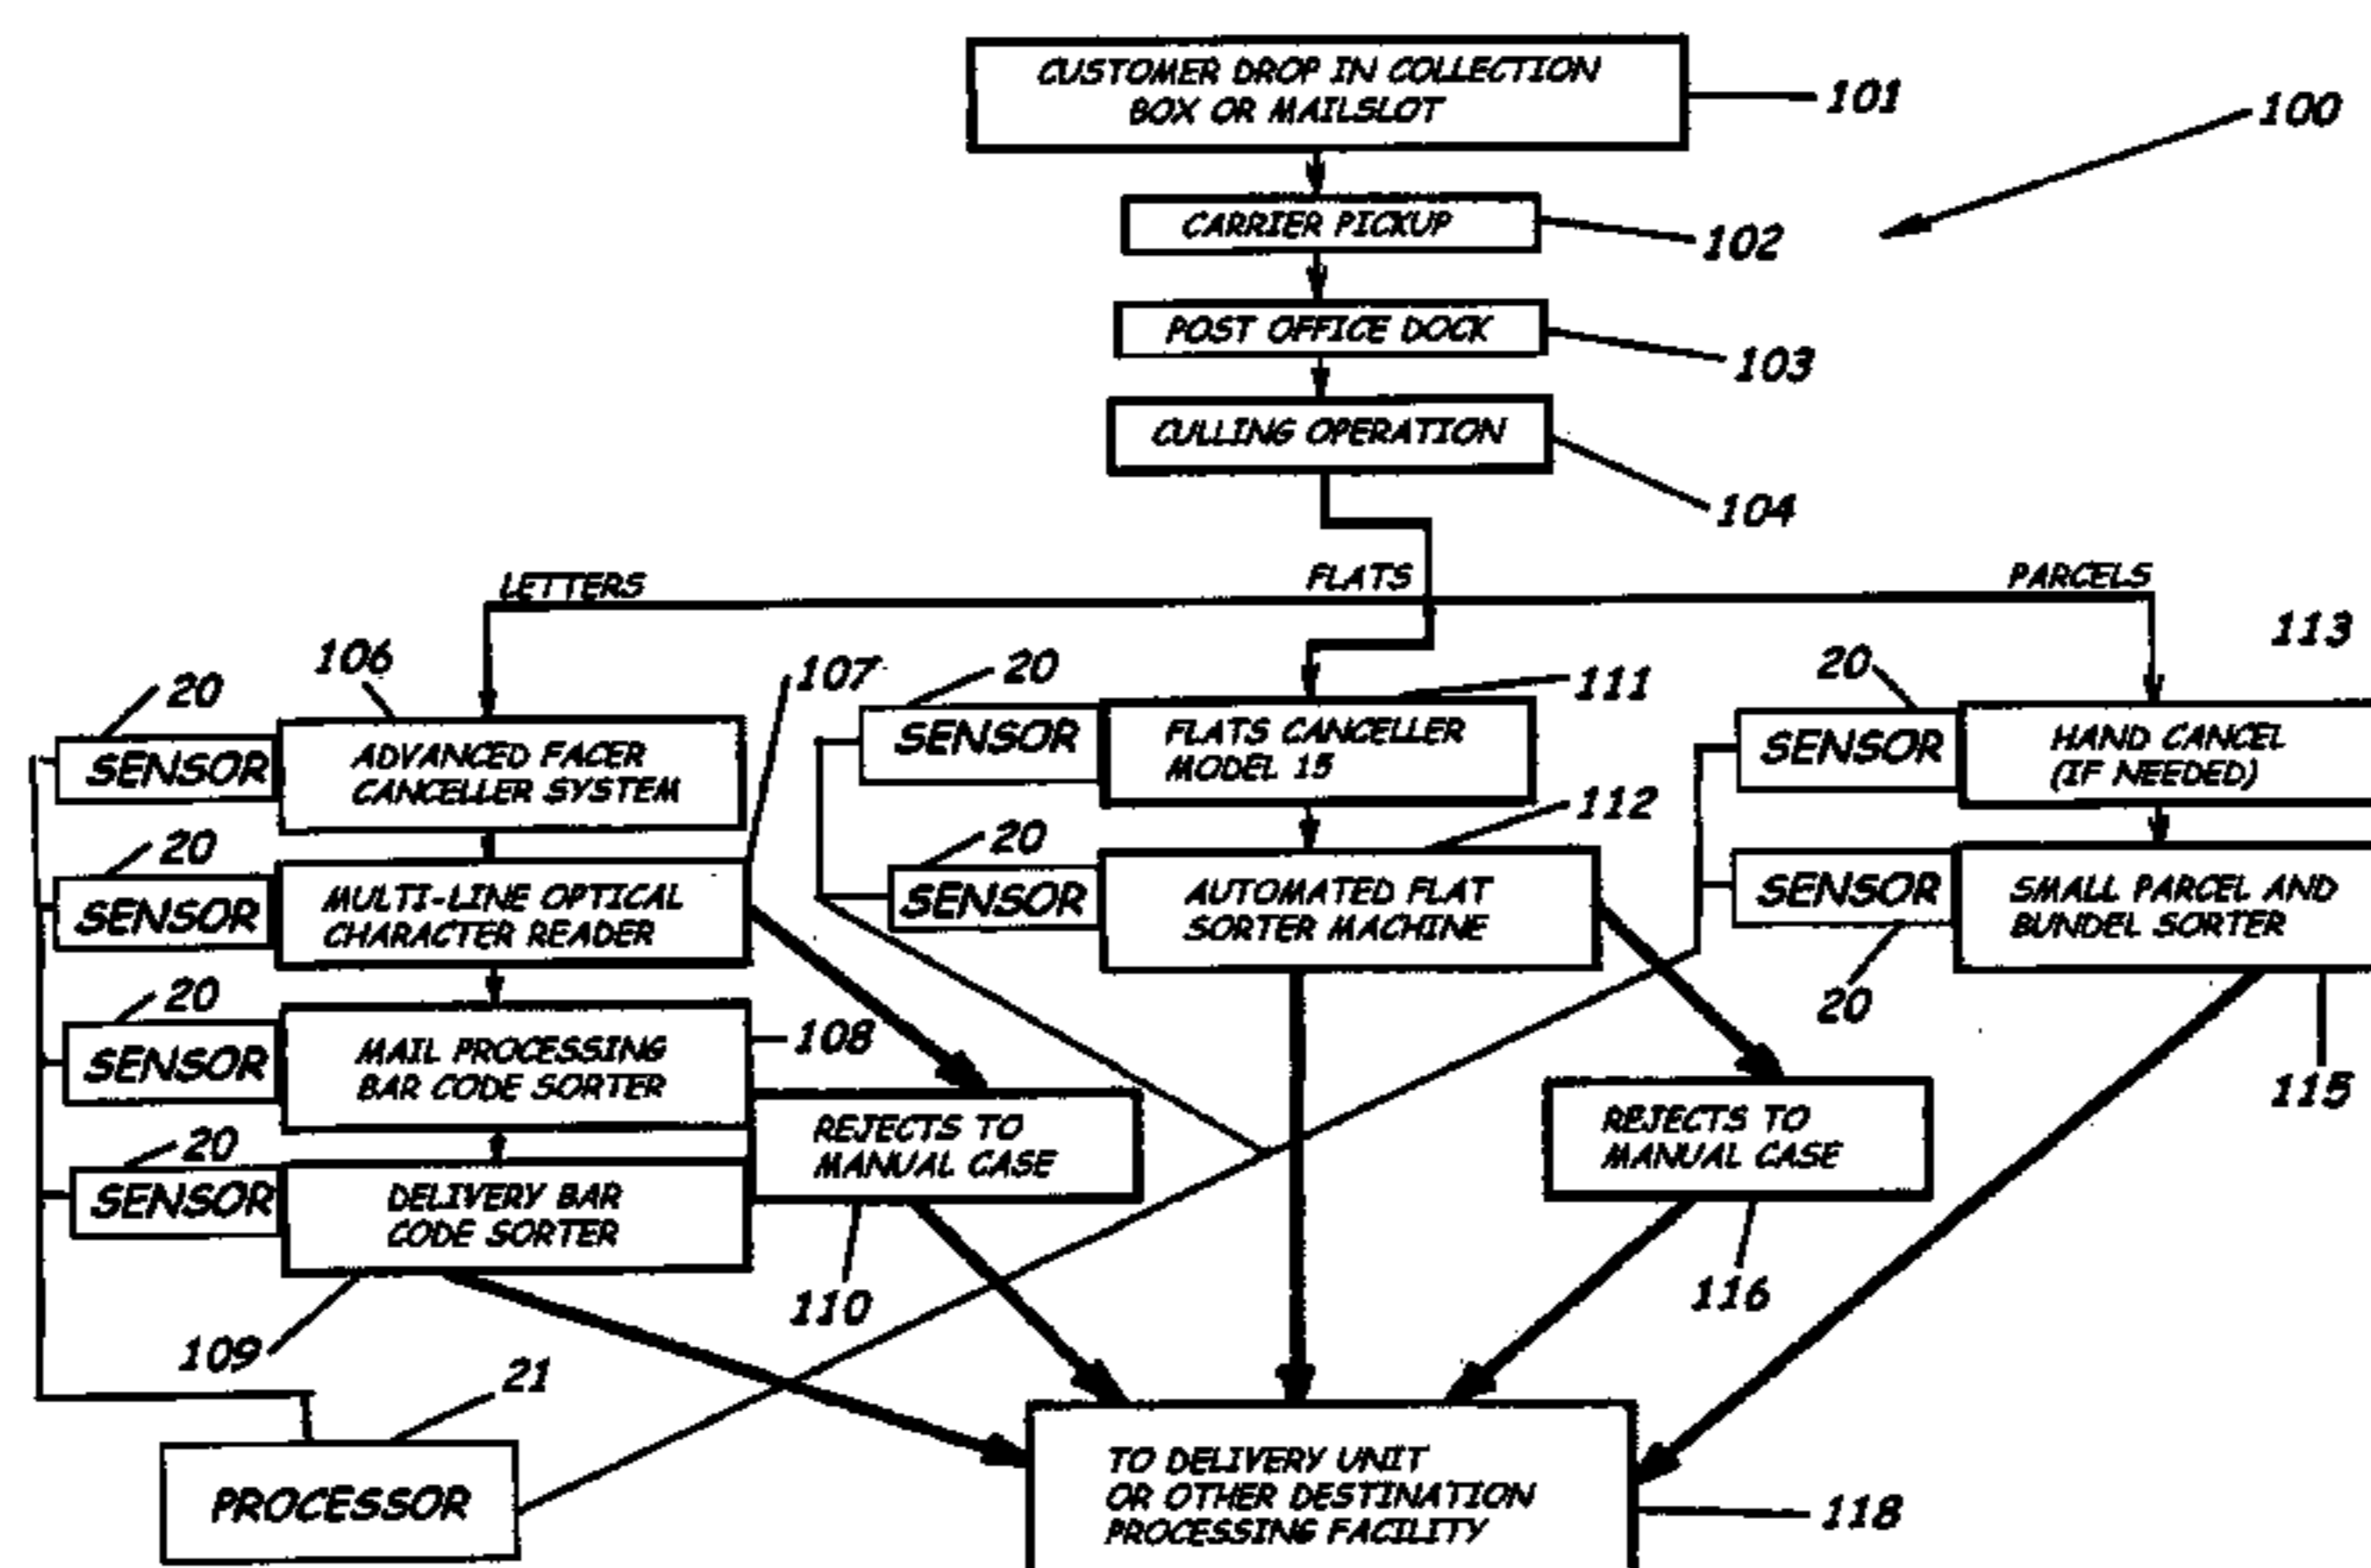 CUSTOMER DROP IN COLLECTION
BOX OR MAILSLOT
101
100
CARRIER PICKUP
102
POST OFFICE DOCK
103
CULLING OPERATION
104
LETTERS
FLATS
PARCELS
20
106
107
20
111
20
113
SENSOR
ADVANCED FACER
CANCELLER SYSTEM
SENSOR
FLATS CANCELLER
MODEL 15
SENSOR
HAND CANCEL
(IF NEEDED)
20
20
112
SENSOR
MULTI-LINE OPTICAL
CHARACTER READER
SENSOR
AUTOMATED FLAT
SORTER MACHINE
SENSOR
SMALL PARCEL AND
BUNDEL SORTER
20
20
115
SENSOR
MAIL PROCESSING
BAR CODE SORTER
108
REJECTS TO
MANUAL CASE
REJECTS TO
MANUAL CASE
20
SENSOR
DELIVERY BAR
CODE SORTER
109
110
116
21
PROCESSOR
TO DELIVERY UNIT
OR OTHER DESTINATION
PROCESSING FACILITY
118